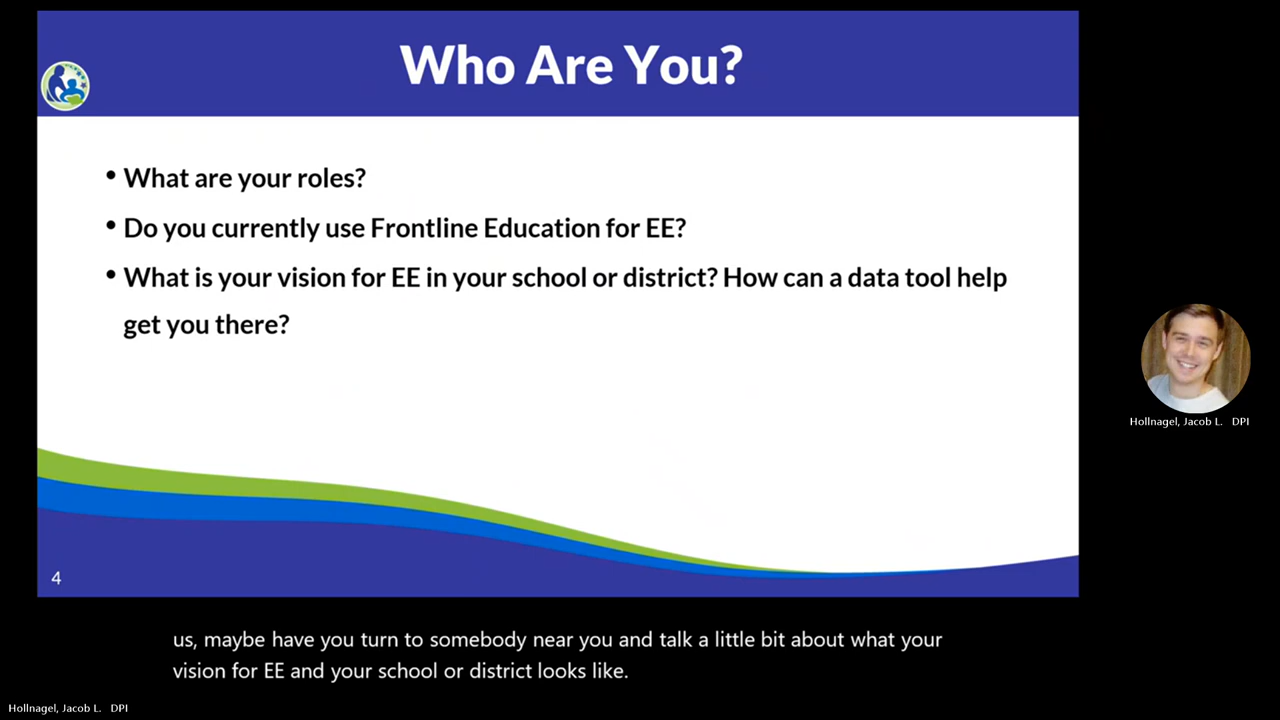 Who Are You?
• What are your roles?
• Do you currently use Frontline Education for EE?
• What is your vision for EE in your school or district? How can a data tool help
get you there?
Hollnagel, Jacob L. DPI
4
us, maybe have you turn to somebody near you and talk a little bit about what your
vision for EE and your school or district looks like.
Hollnagel, Jacob L. DPI